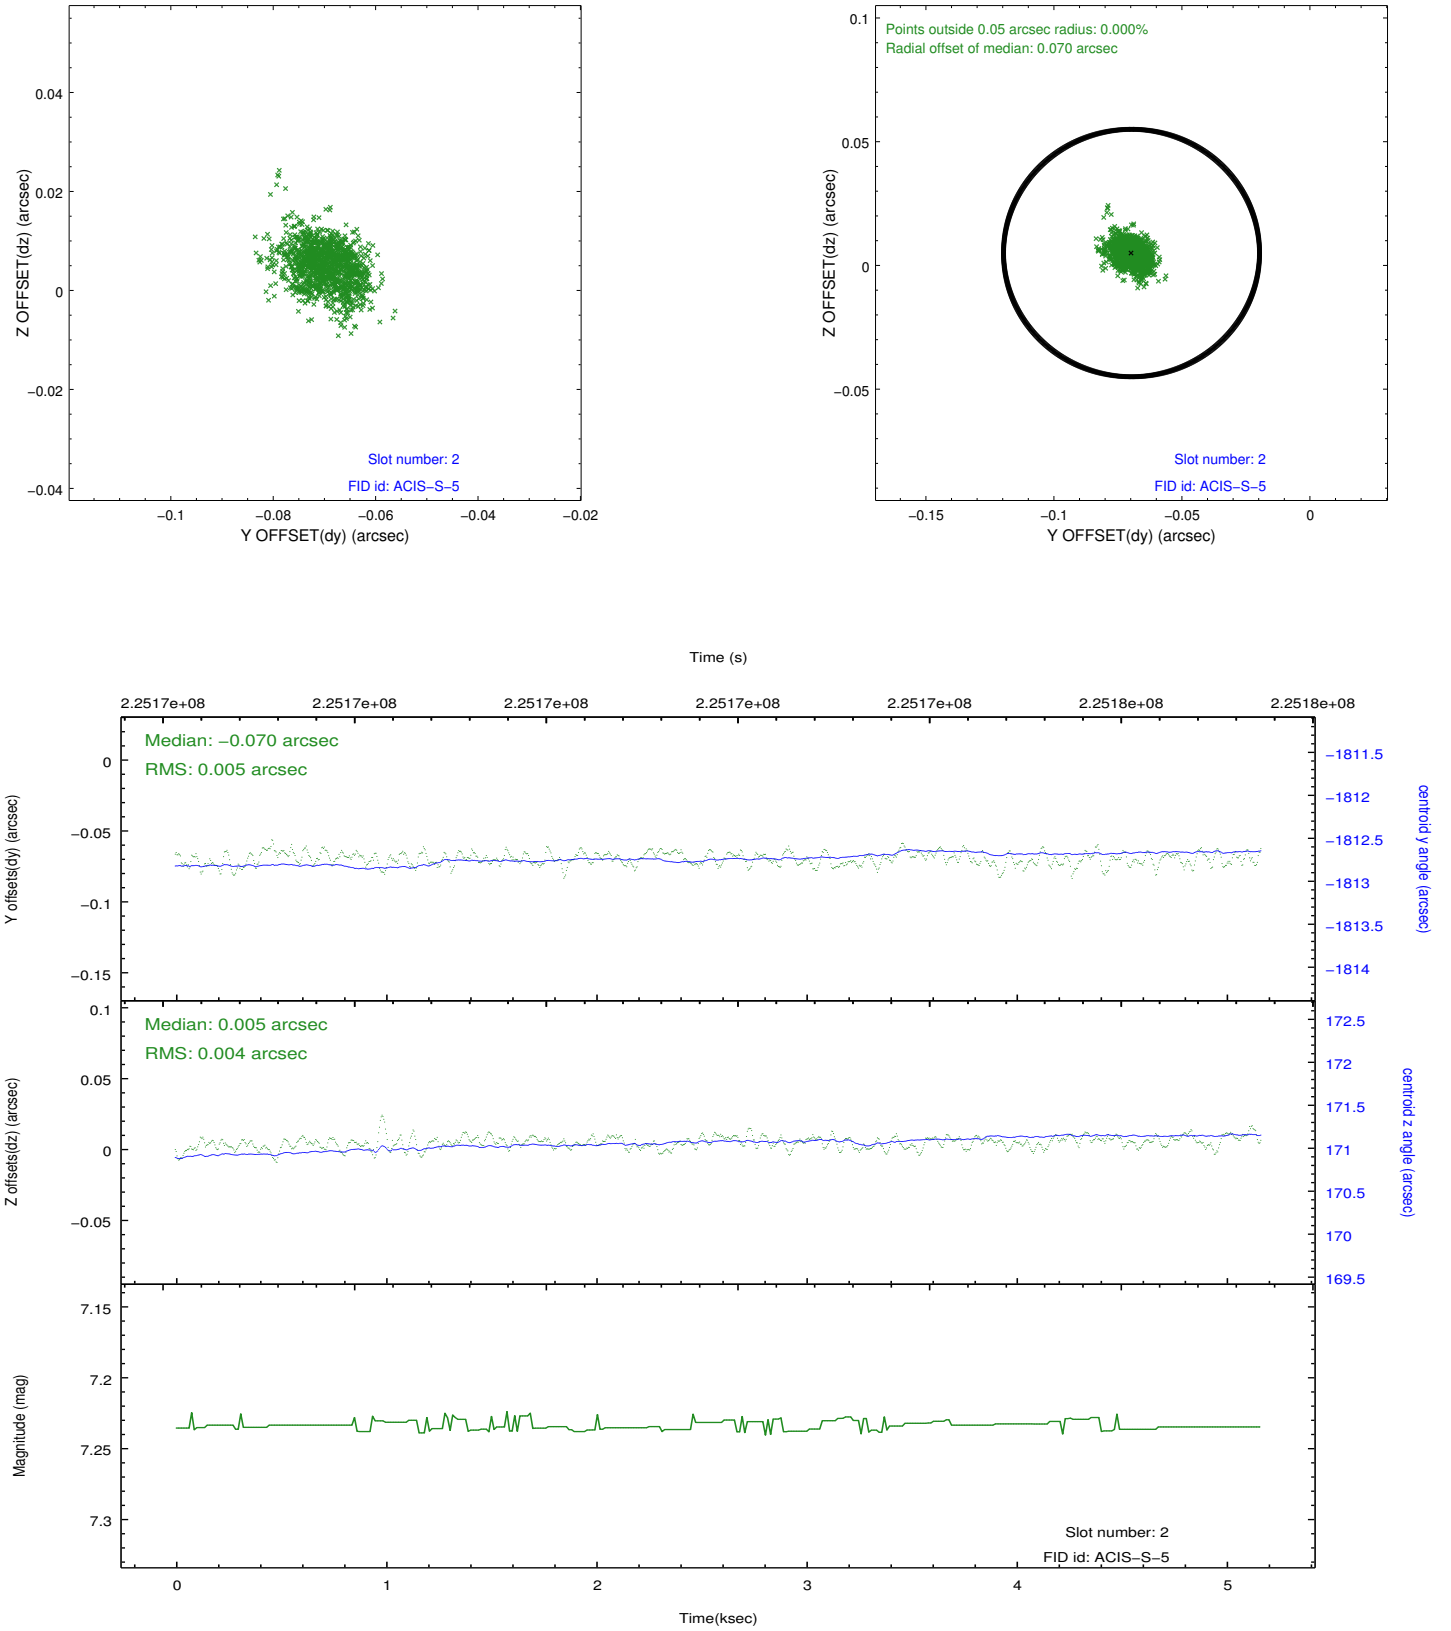 0.04
0.02
0
−0.02
−0.04
Z OFFSET(dz) (arcsec)
Slot number: 2
FID id: ACIS−S−5
−0.1
−0.08
−0.06
−0.04
−0.02
Y OFFSET(dy) (arcsec)
Points outside 0.05 arcsec radius: 0.000%
Radial offset of median: 0.070 arcsec
0.1
0.05
0
−0.05
Z OFFSET(dz) (arcsec)
Slot number: 2
FID id: ACIS−S−5
−0.15
−0.1
−0.05
0
Y OFFSET(dy) (arcsec)
Time (s)
2.2517e+08
2.2517e+08
2.2517e+08
2.2517e+08
2.2517e+08
2.2518e+08
2.2518e+08
Median: −0.070 arcsec
RMS: 0.005 arcsec
0
−0.05
−0.1
−0.15
Y offsets(dy) (arcsec)
−1811.5
−1812
−1812.5
−1813
−1813.5
−1814
centroid y angle (arcsec)
Median: 0.005 arcsec
RMS: 0.004 arcsec
0.1
0.05
0
−0.05
Z offsets(dz) (arcsec)
172.5
172
171.5
171
170.5
170
169.5
centroid z angle (arcsec)
7.15
7.2
7.25
7.3
Magnitude (mag)
Slot number: 2
FID id: ACIS−S−5
0
1
2
3
4
5
Time(ksec)